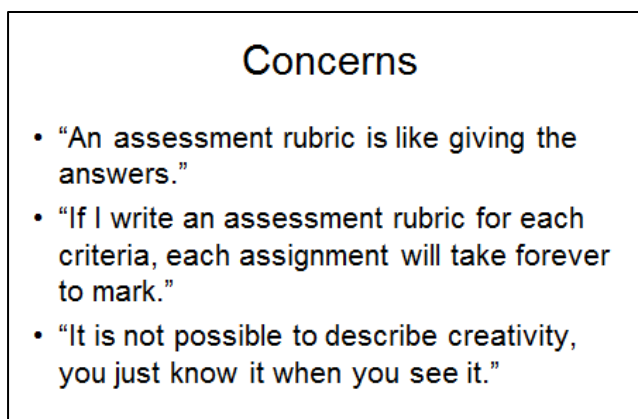 Concerns
• “An assessment rubric is like giving the
answers.”
• “If I write an assessment rubric for each
criteria, each assignment will take forever
to mark.”
• “It is not possible to describe creativity,
you just know it when you see it.”